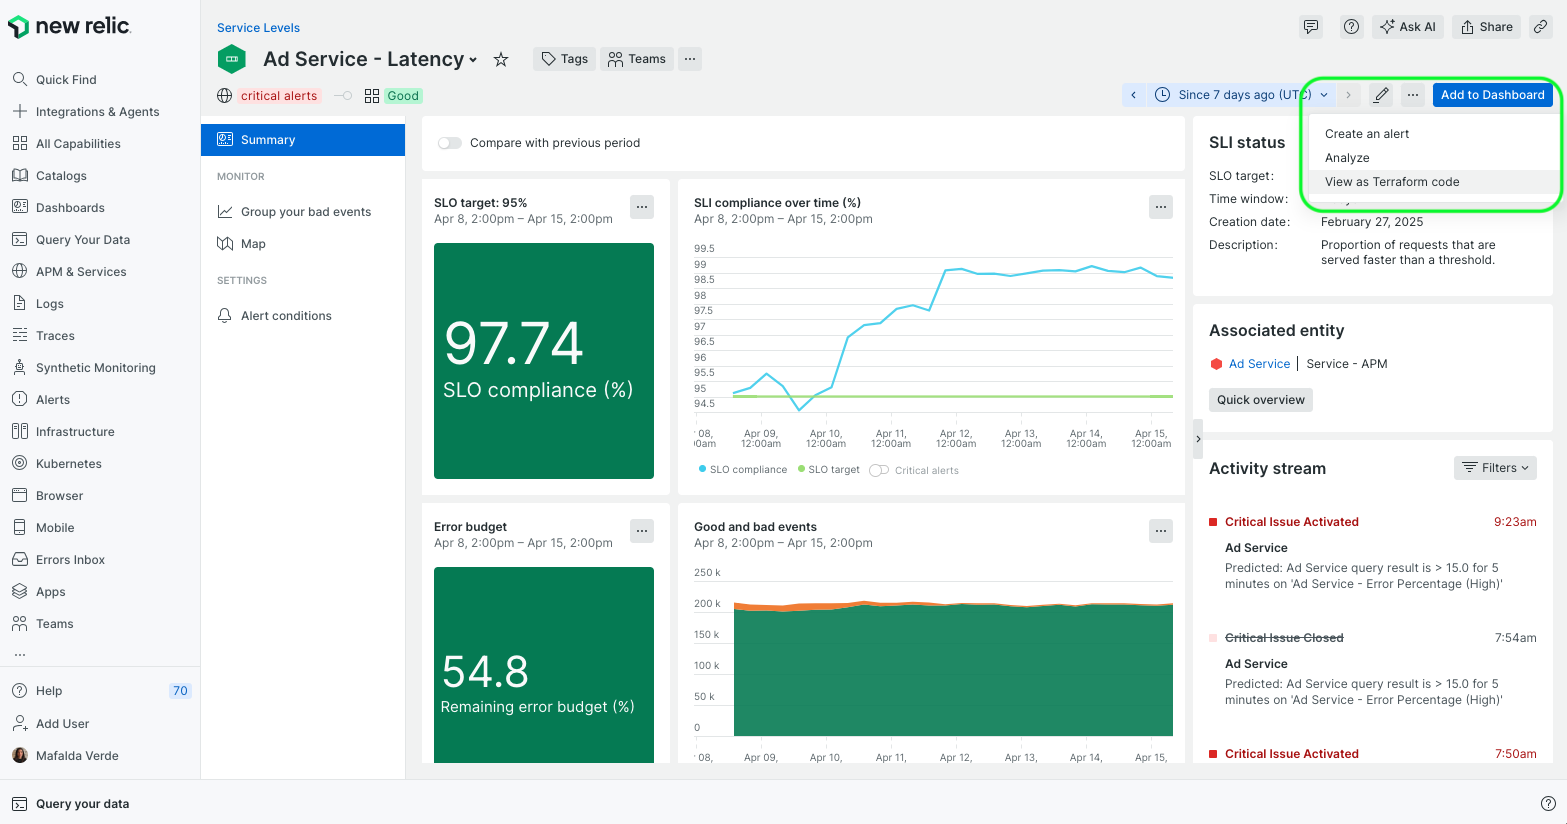 new relic
Quick Find
Integrations & Agents
All Capabilities
Catalogs
Dashboards
Query Your Data
APM & Services
Logs
Traces
Synthetic Monitoring
Alerts
Infrastructure
Kubernetes
Browser
Mobile
Errors Inbox
Apps
Teams
...
Help 70
Add User
Mafalda Verde
Service Levels
Ask AI
Share
Ad Service - Latency
Tags
Teams
...
critical alerts
Good
Since 7 days ago (UTC)
...
Add to Dashboard
Create an alert
Analyze
View as Terraform code
Summary
MONITOR
Group your bad events
Map
SETTINGS
Alert conditions
Compare with previous period
SLO target: 95%
Apr 8, 2:00pm – Apr 15, 2:00pm
...
97.74
SLO compliance (%)
SLI compliance over time (%)
Apr 8, 2:00pm – Apr 15, 2:00pm
...
99.5
99
98.5
98
97.5
97
96.5
96
95.5
95
94.5
r 08, Apr 09, Apr 10, Apr 11, Apr 12, Apr 13, Apr 14, Apr 15,
00am 12:00am 12:00am 12:00am 12:00am 12:00am 12:00am 12:00am
SLO compliance SLO target Critical alerts
Error budget
Apr 8, 2:00pm – Apr 15, 2:00pm
...
54.8
Remaining error budget (%)
Good and bad events
Apr 8, 2:00pm – Apr 15, 2:00pm
...
250 k
200 k
150 k
100 k
50 k
0
r 08, Apr 09, Apr 10, Apr 11, Apr 12, Apr 13, Apr 14, Apr 15,
SLI status
SLO target:
Time window:
Creation date: February 27, 2025
Description: Proportion of requests that are
served faster than a threshold.
Associated entity
Ad Service | Service - APM
Quick overview
Activity stream
Filters
Critical Issue Activated 9:23am
Ad Service
Predicted: Ad Service query result is > 15.0 for 5
minutes on 'Ad Service - Error Percentage (High)'
Critical Issue Closed 7:54am
Ad Service
Predicted: Ad Service query result is > 15.0 for 5
minutes on 'Ad Service - Error Percentage (High)'
Critical Issue Activated 7:50am
Query your data